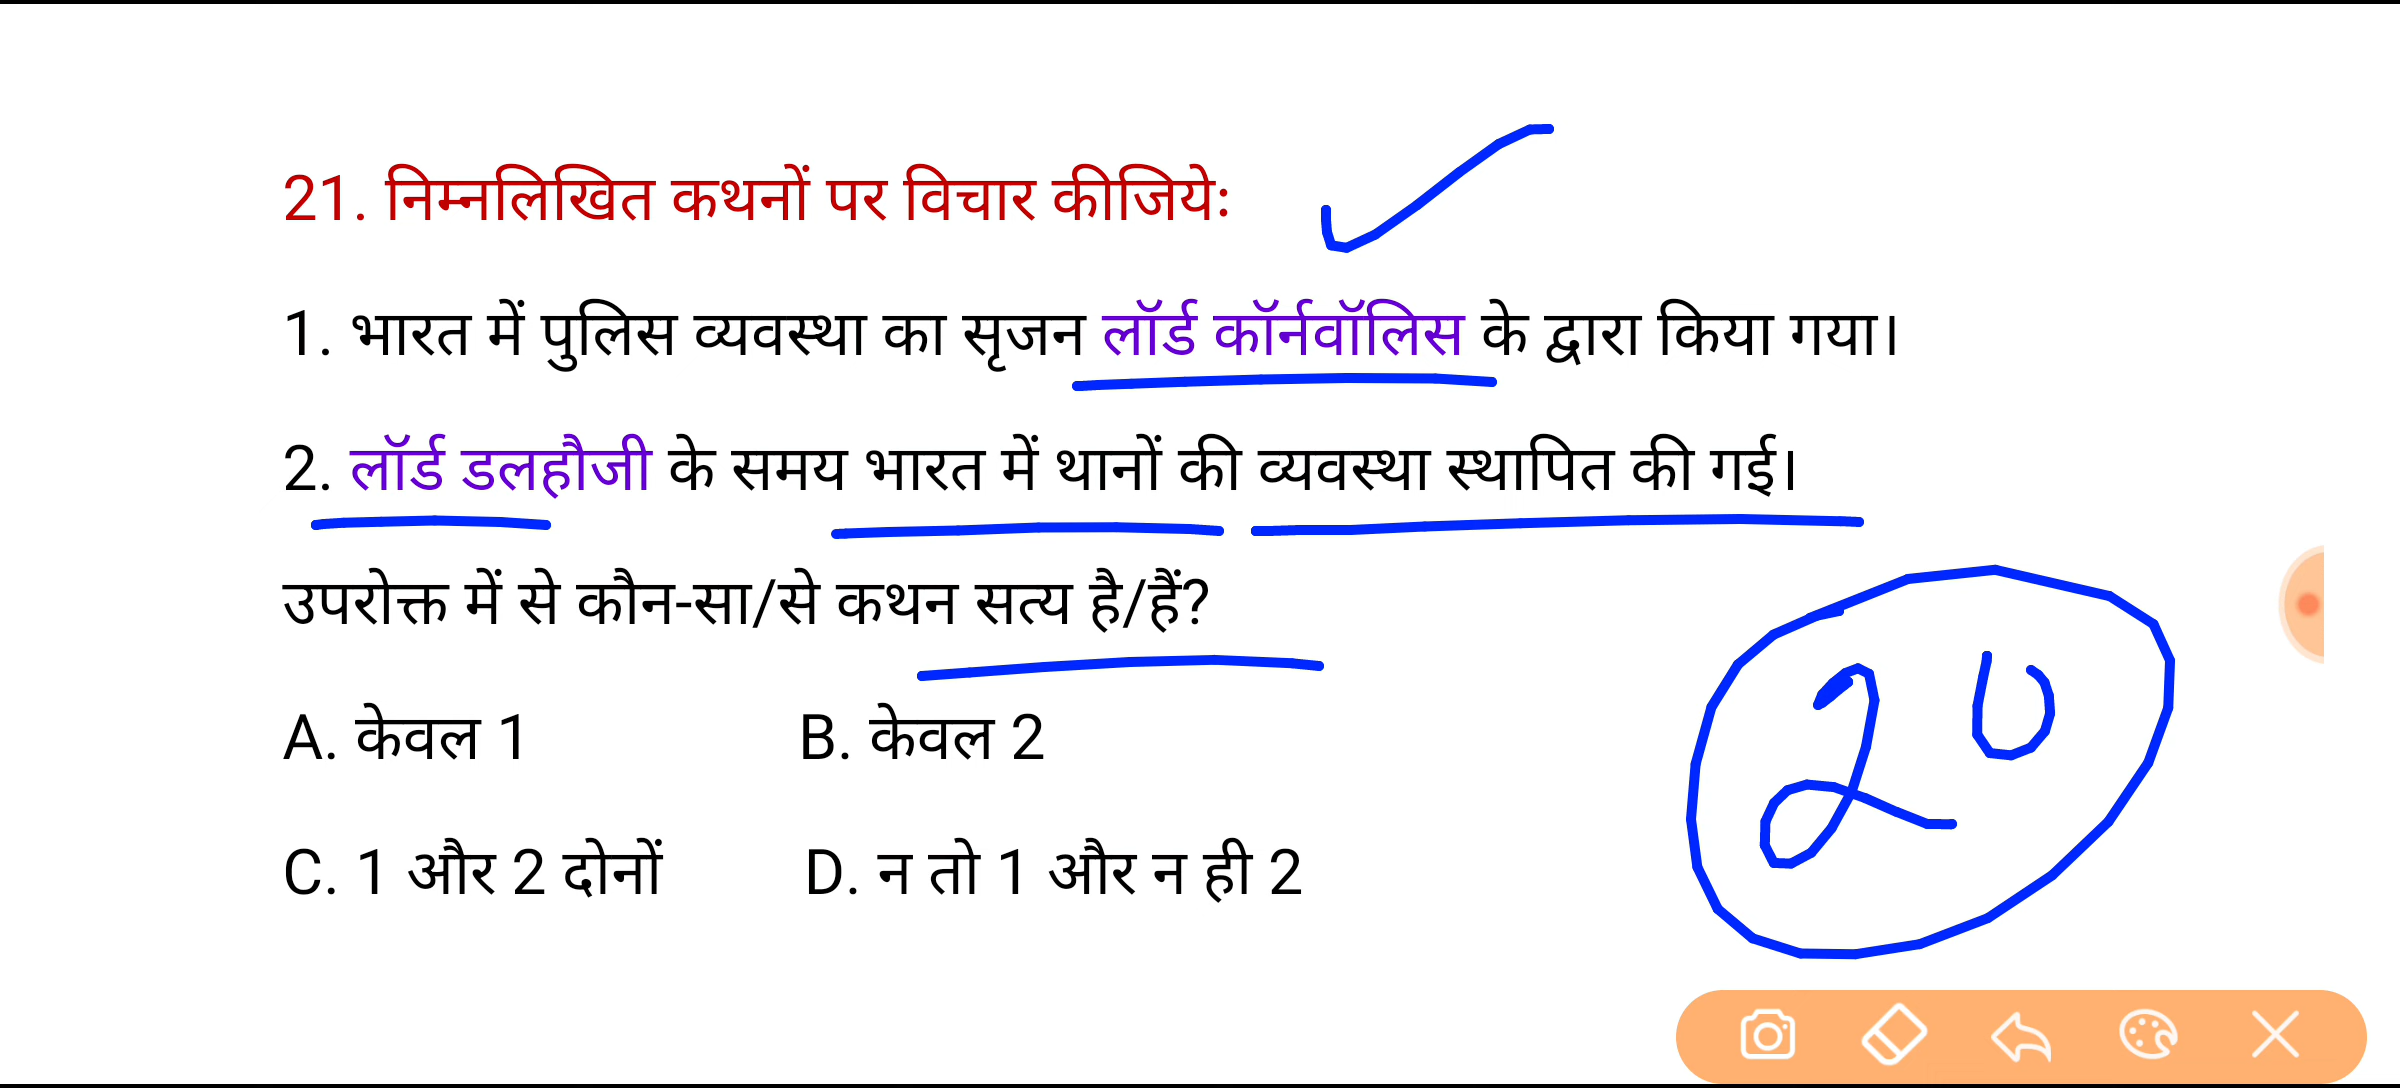 21. निम्नलिखित कथनों पर विचार कीजियेः
1. भारत में पुलिस व्यवस्था का सृजन लॉर्ड कॉर्नवॉलिस के द्वारा किया गया।
2. लॉर्ड डलहौजी के समय भारत में थानों की व्यवस्था स्थापित की गई।
उपरोक्त में से कौन-सा/से कथन सत्य है/हैं?
A. केवल 1 B. केवल 2
C. 1 और 2 दोनों D. न तो 1 और न ही 2
20